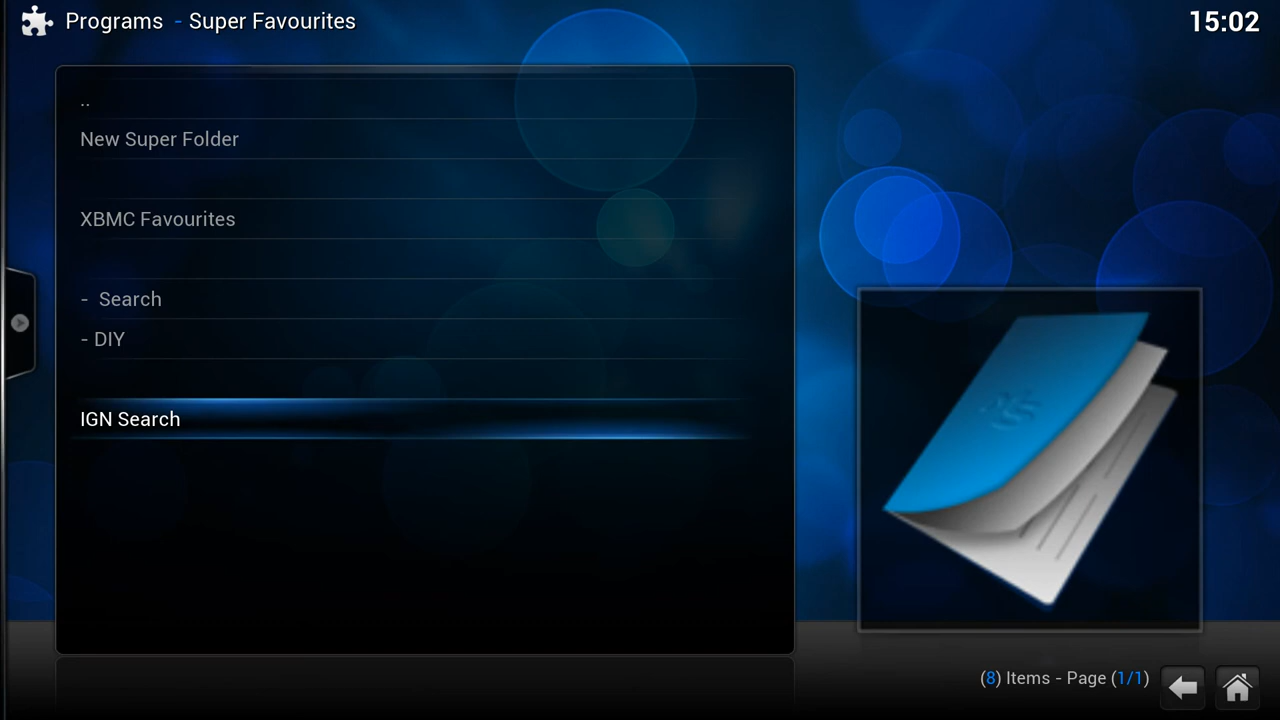 Programs - Super Favourites
15:02
..
New Super Folder
XBMC Favourites
- Search
- DIY
IGN Search
(8) Items - Page (1/1)